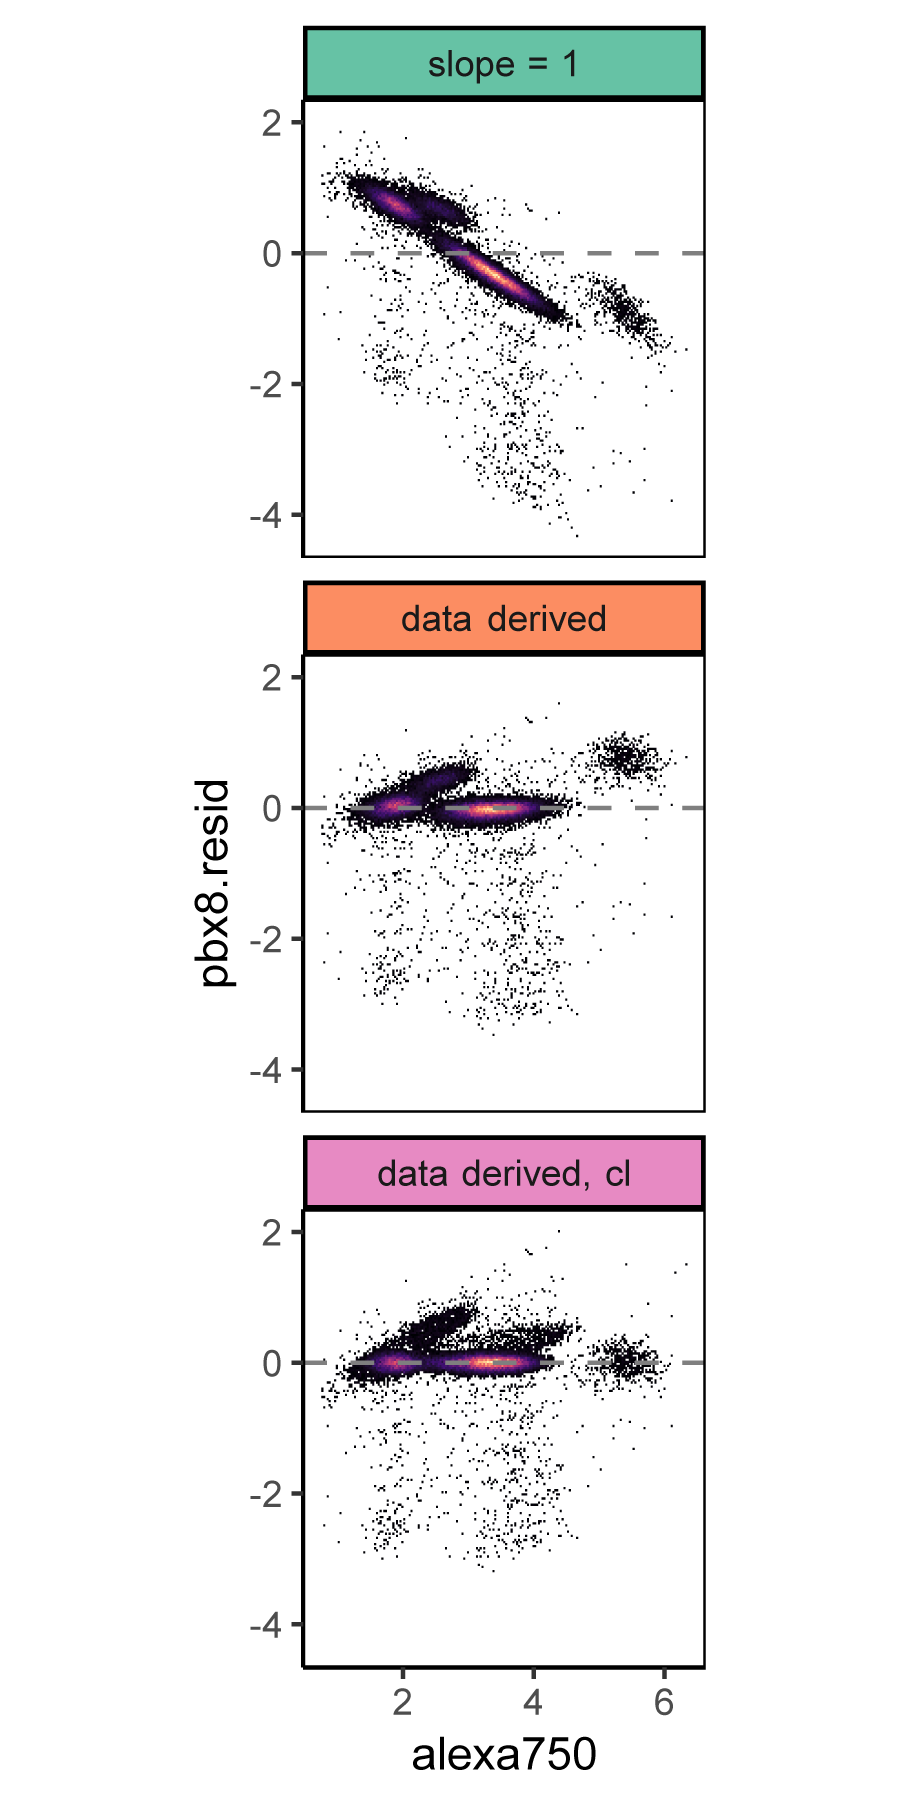 slope = 1
2
0
-2
-4
data derived
2
0
-2
-4
pbx8.resid
data derived, cl
2
0
-2
-4
2 4 6
alexa750